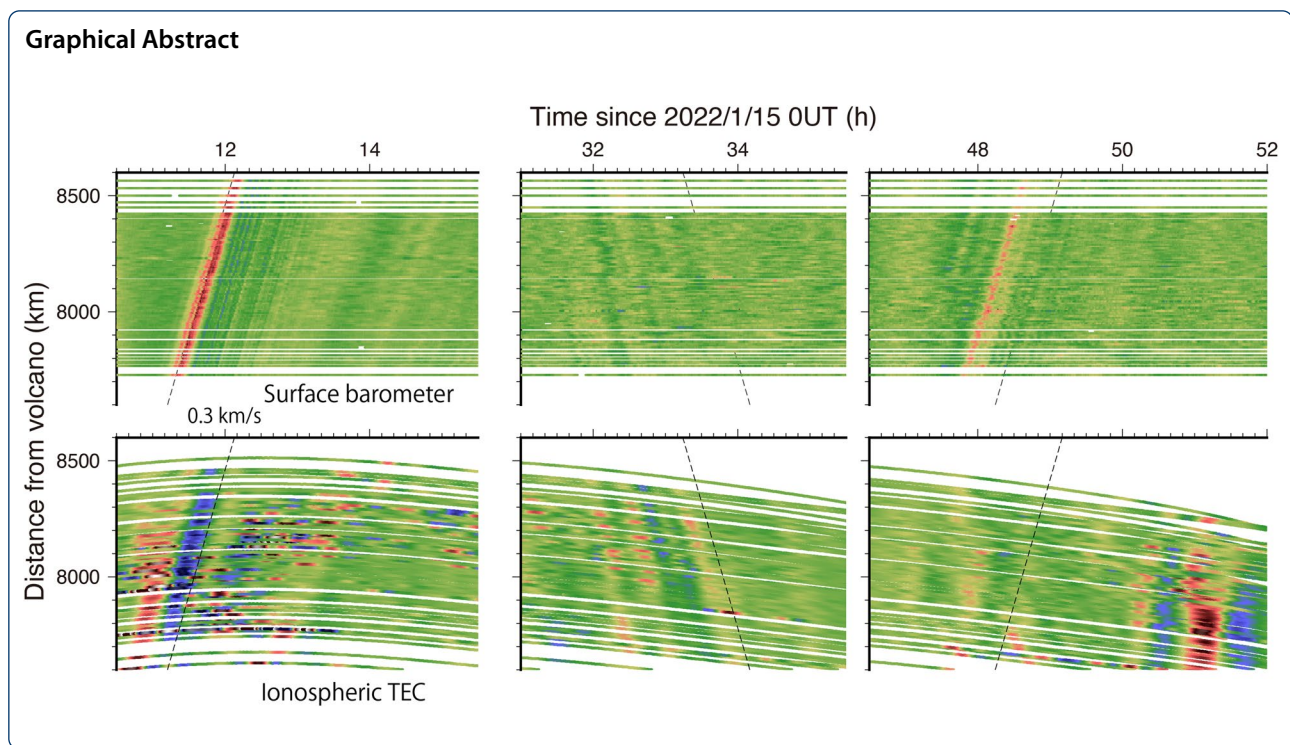 Graphical Abstract
Time since 2022/1/15 0UT (h)
12 14 32 34 48 50 52
8500
8000
Surface barometer
0.3 km/s
Distance from volcano (km)
8500
8000
Ionospheric TEC